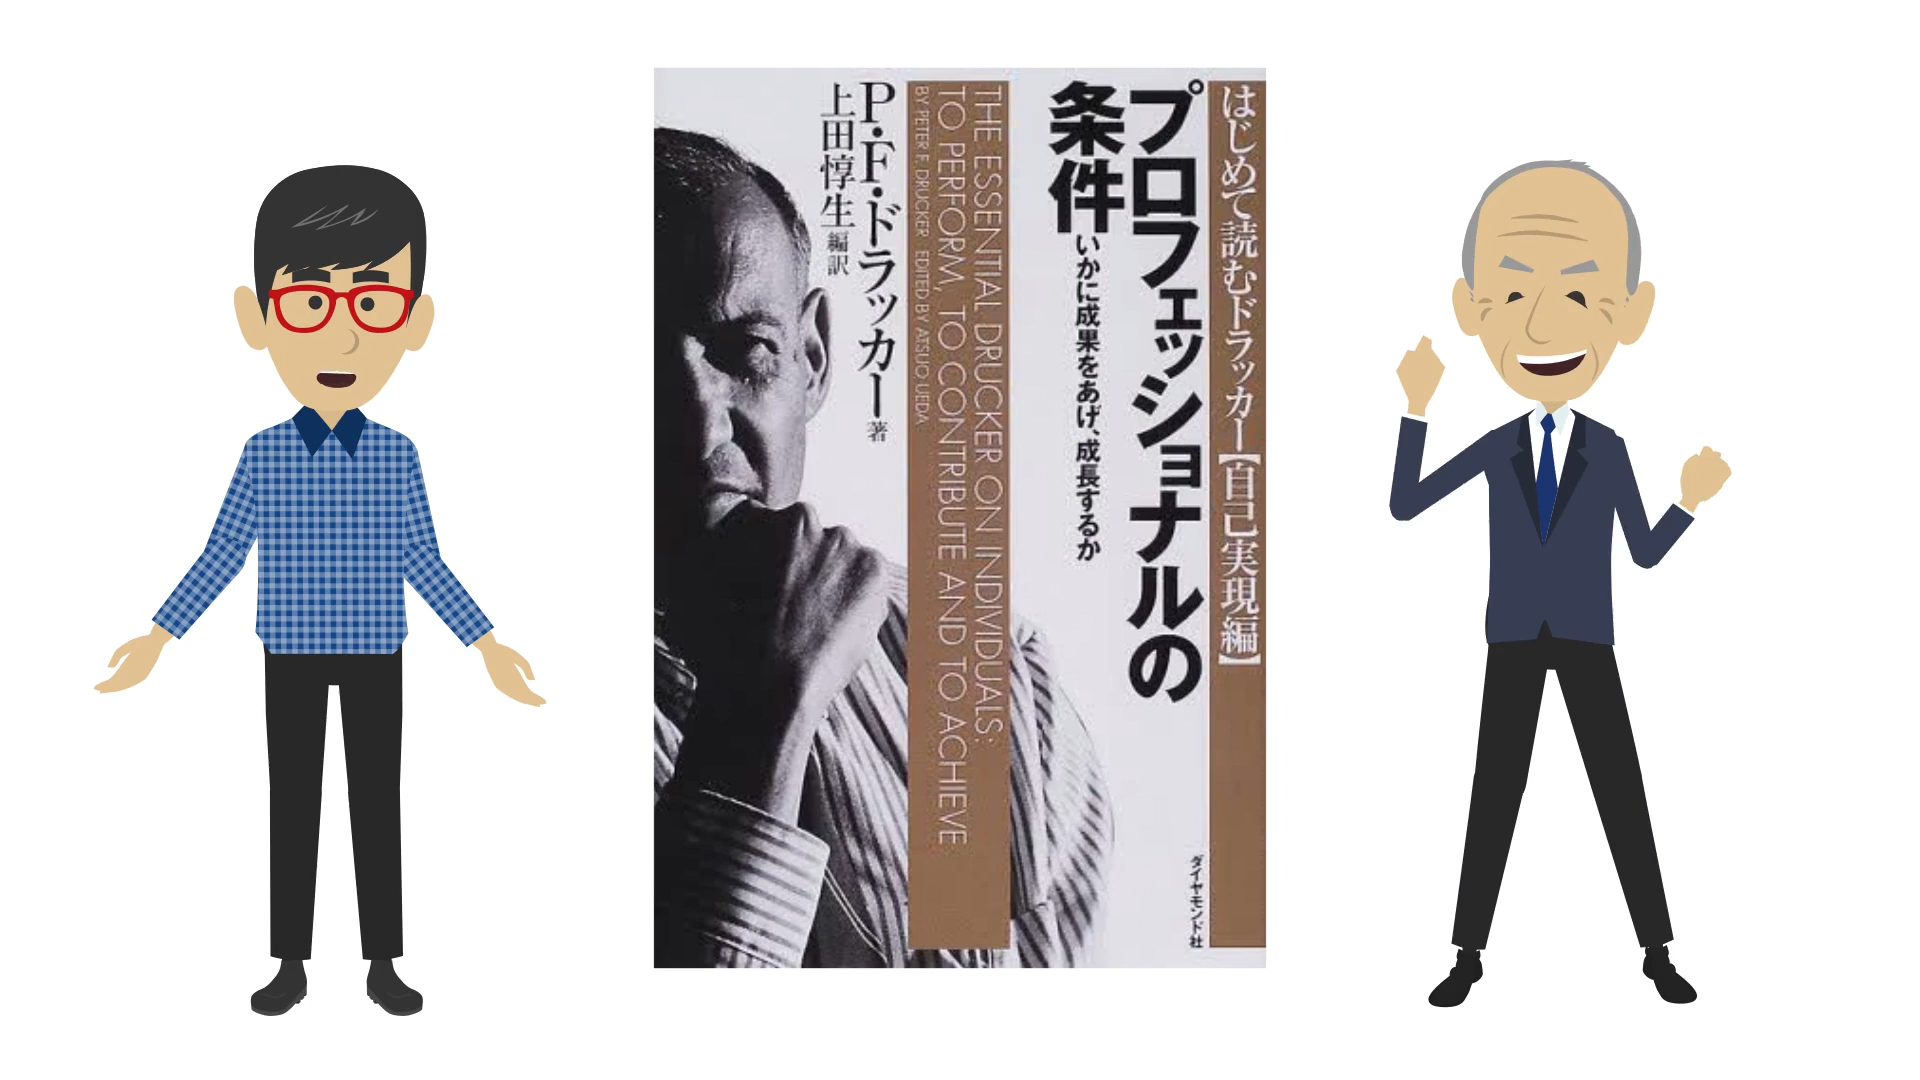 はじめて読むドラッカー【自己実現編】
プロフェッショナルの
条件
いかに成果をあげ、成長するか
THE ESSENTIAL DRUCKER ON INDIVIDUALS:
TO PERFORM, TO CONTRIBUTE AND TO ACHIEVE
BY PETER F. DRUCKER EDITED BY ATSUO UEDA
P・F・ドラッカー 著
上田惇生 編訳
ダイヤモンド社